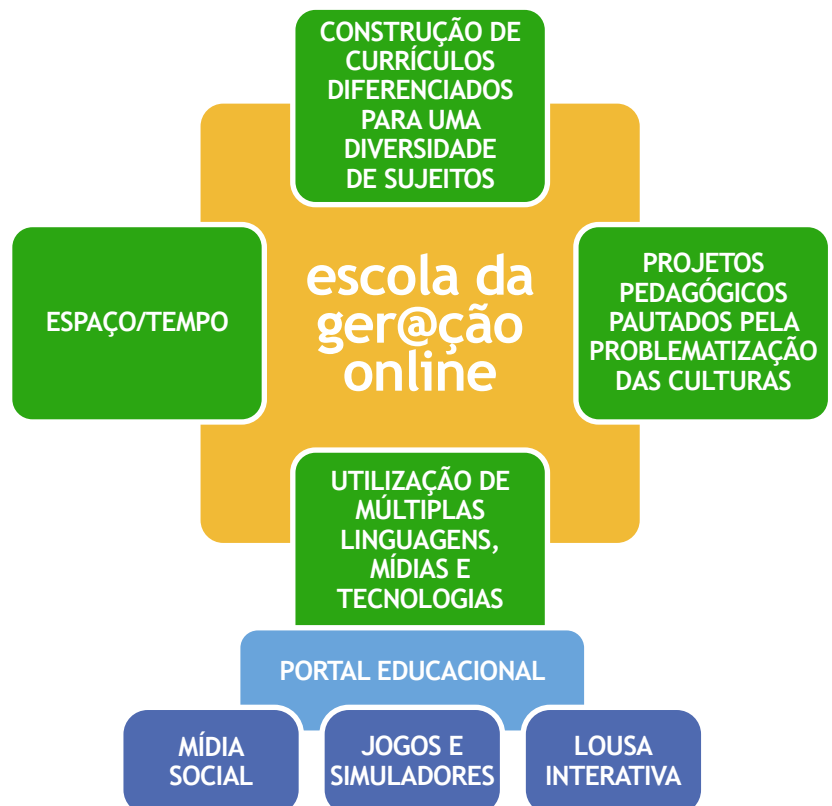 CONSTRUÇÃO DE
CURRÍCULOS
DIFERENCIADOS
PARA UMA
DIVERSIDADE
DE SUJEITOS
ESPAÇO/TEMPO
escola da
ger@ção
online
PROJETOS
PEDAGÓGICOS
PAUTADOS PELA
PROBLEMATIZAÇÃO
DAS CULTURAS
UTILIZAÇÃO DE
MÚLTIPLAS
LINGUAGENS,
MÍDIAS E
TECNOLOGIAS
PORTAL EDUCACIONAL
MÍDIA
SOCIAL
JOGOS E
SIMULADORES
LOUSA
INTERATIVA